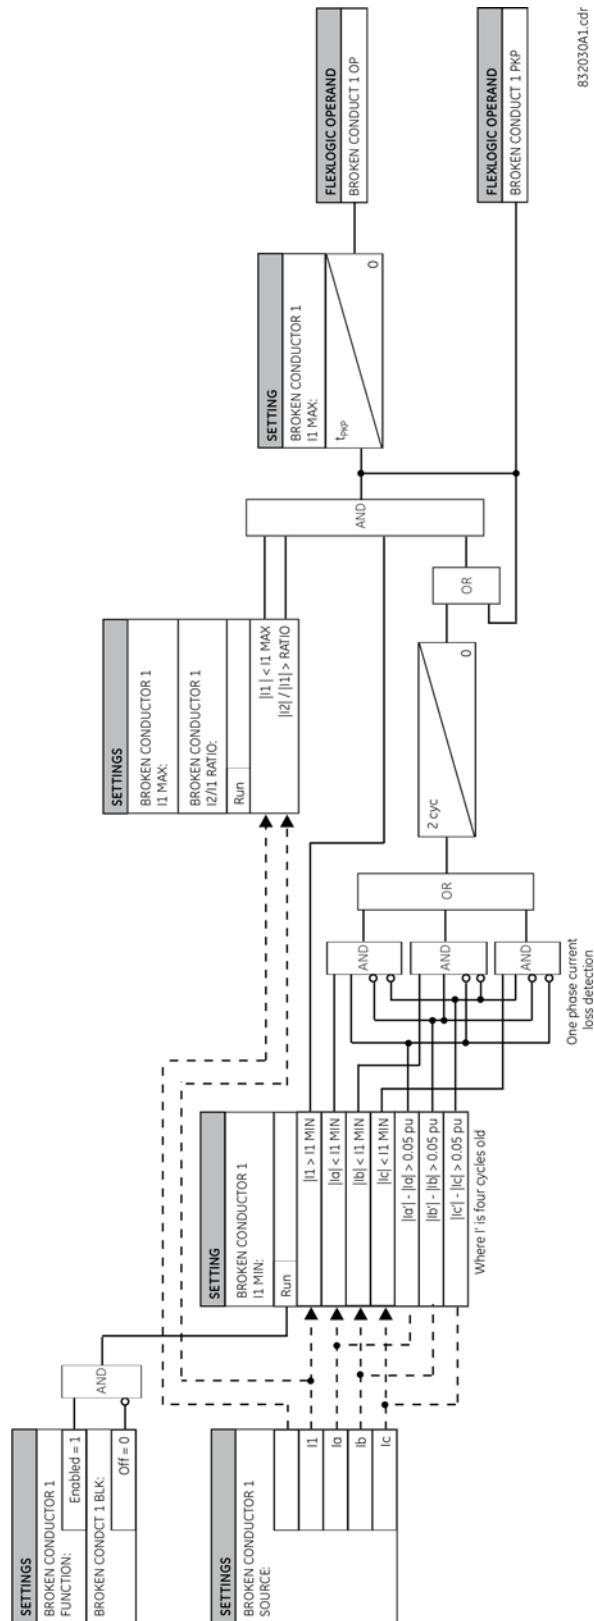 SETTINGS
BROKEN CONDUCTOR 1
FUNCTION:
Enabled = 1
BROKEN CONDCT 1 BLK:
Off = 0
AND
SETTINGS
BROKEN CONDUCTOR 1
SOURCE:
I1
Ia
Ib
Ic
SETTING
BROKEN CONDUCTOR 1
I1 MIN:
Run
|I1 > I1 MIN
|Ia| < I1 MIN
|Ib| < I1 MIN
|Ic| < I1 MIN
|Ia'| - |Ia| > 0.05 pu
|Ib'| - |Ib| > 0.05 pu
|Ic'| - |Ic| > 0.05 pu
Where I' is four cycles old
AND
AND
AND
One phase current
loss detection
OR
2 cyc
0
OR
SETTINGS
BROKEN CONDUCTOR 1
I1 MAX:
BROKEN CONDUCTOR 1
I2/I1 RATIO:
Run
|I1 | < I1 MAX
|I2| / |I1| > RATIO
AND
SETTING
BROKEN CONDUCTOR 1
I1 MAX:
tPKP
0
FLEXLOGIC OPERAND
BROKEN CONDUCT 1 OP
FLEXLOGIC OPERAND
BROKEN CONDUCT 1 PKP
832030A1.cdr